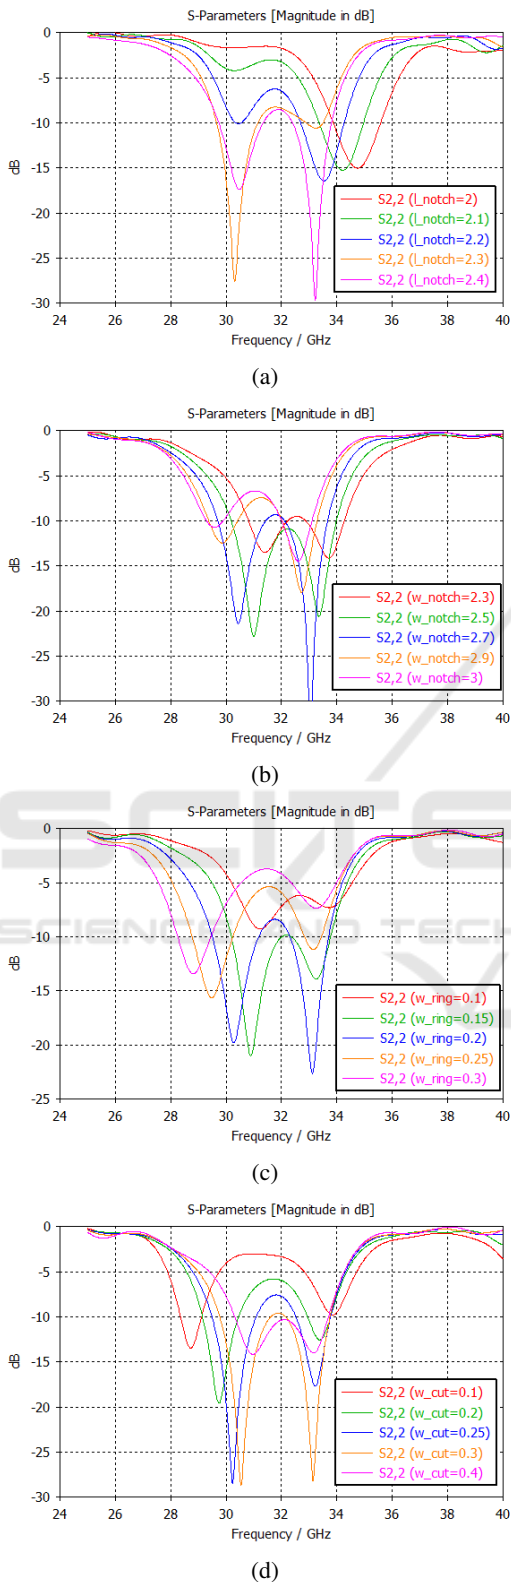 S-Parameters [Magnitude in dB]
0
-5
-10
-15
-20
-25
-30
dB
S2,2 (l_notch=2)
S2,2 (l_notch=2.1)
S2,2 (l_notch=2.2)
S2,2 (l_notch=2.3)
S2,2 (l_notch=2.4)
24 26 28 30 32 34 36 38 40
Frequency / GHz
(a)
S-Parameters [Magnitude in dB]
0
-5
-10
-15
-20
-25
-30
dB
S2,2 (w_notch=2.3)
S2,2 (w_notch=2.5)
S2,2 (w_notch=2.7)
S2,2 (w_notch=2.9)
S2,2 (w_notch=3)
24 26 28 30 32 34 36 38 40
Frequency / GHz
(b)
S-Parameters [Magnitude in dB]
0
-5
-10
-15
-20
-25
dB
S2,2 (w_ring=0.1)
S2,2 (w_ring=0.15)
S2,2 (w_ring=0.2)
S2,2 (w_ring=0.25)
S2,2 (w_ring=0.3)
24 26 28 30 32 34 36 38 40
Frequency / GHz
(c)
S-Parameters [Magnitude in dB]
0
-5
-10
-15
-20
-25
-30
dB
S2,2 (w_cut=0.1)
S2,2 (w_cut=0.2)
S2,2 (w_cut=0.25)
S2,2 (w_cut=0.3)
S2,2 (w_cut=0.4)
24 26 28 30 32 34 36 38 40
Frequency / GHz
(d)